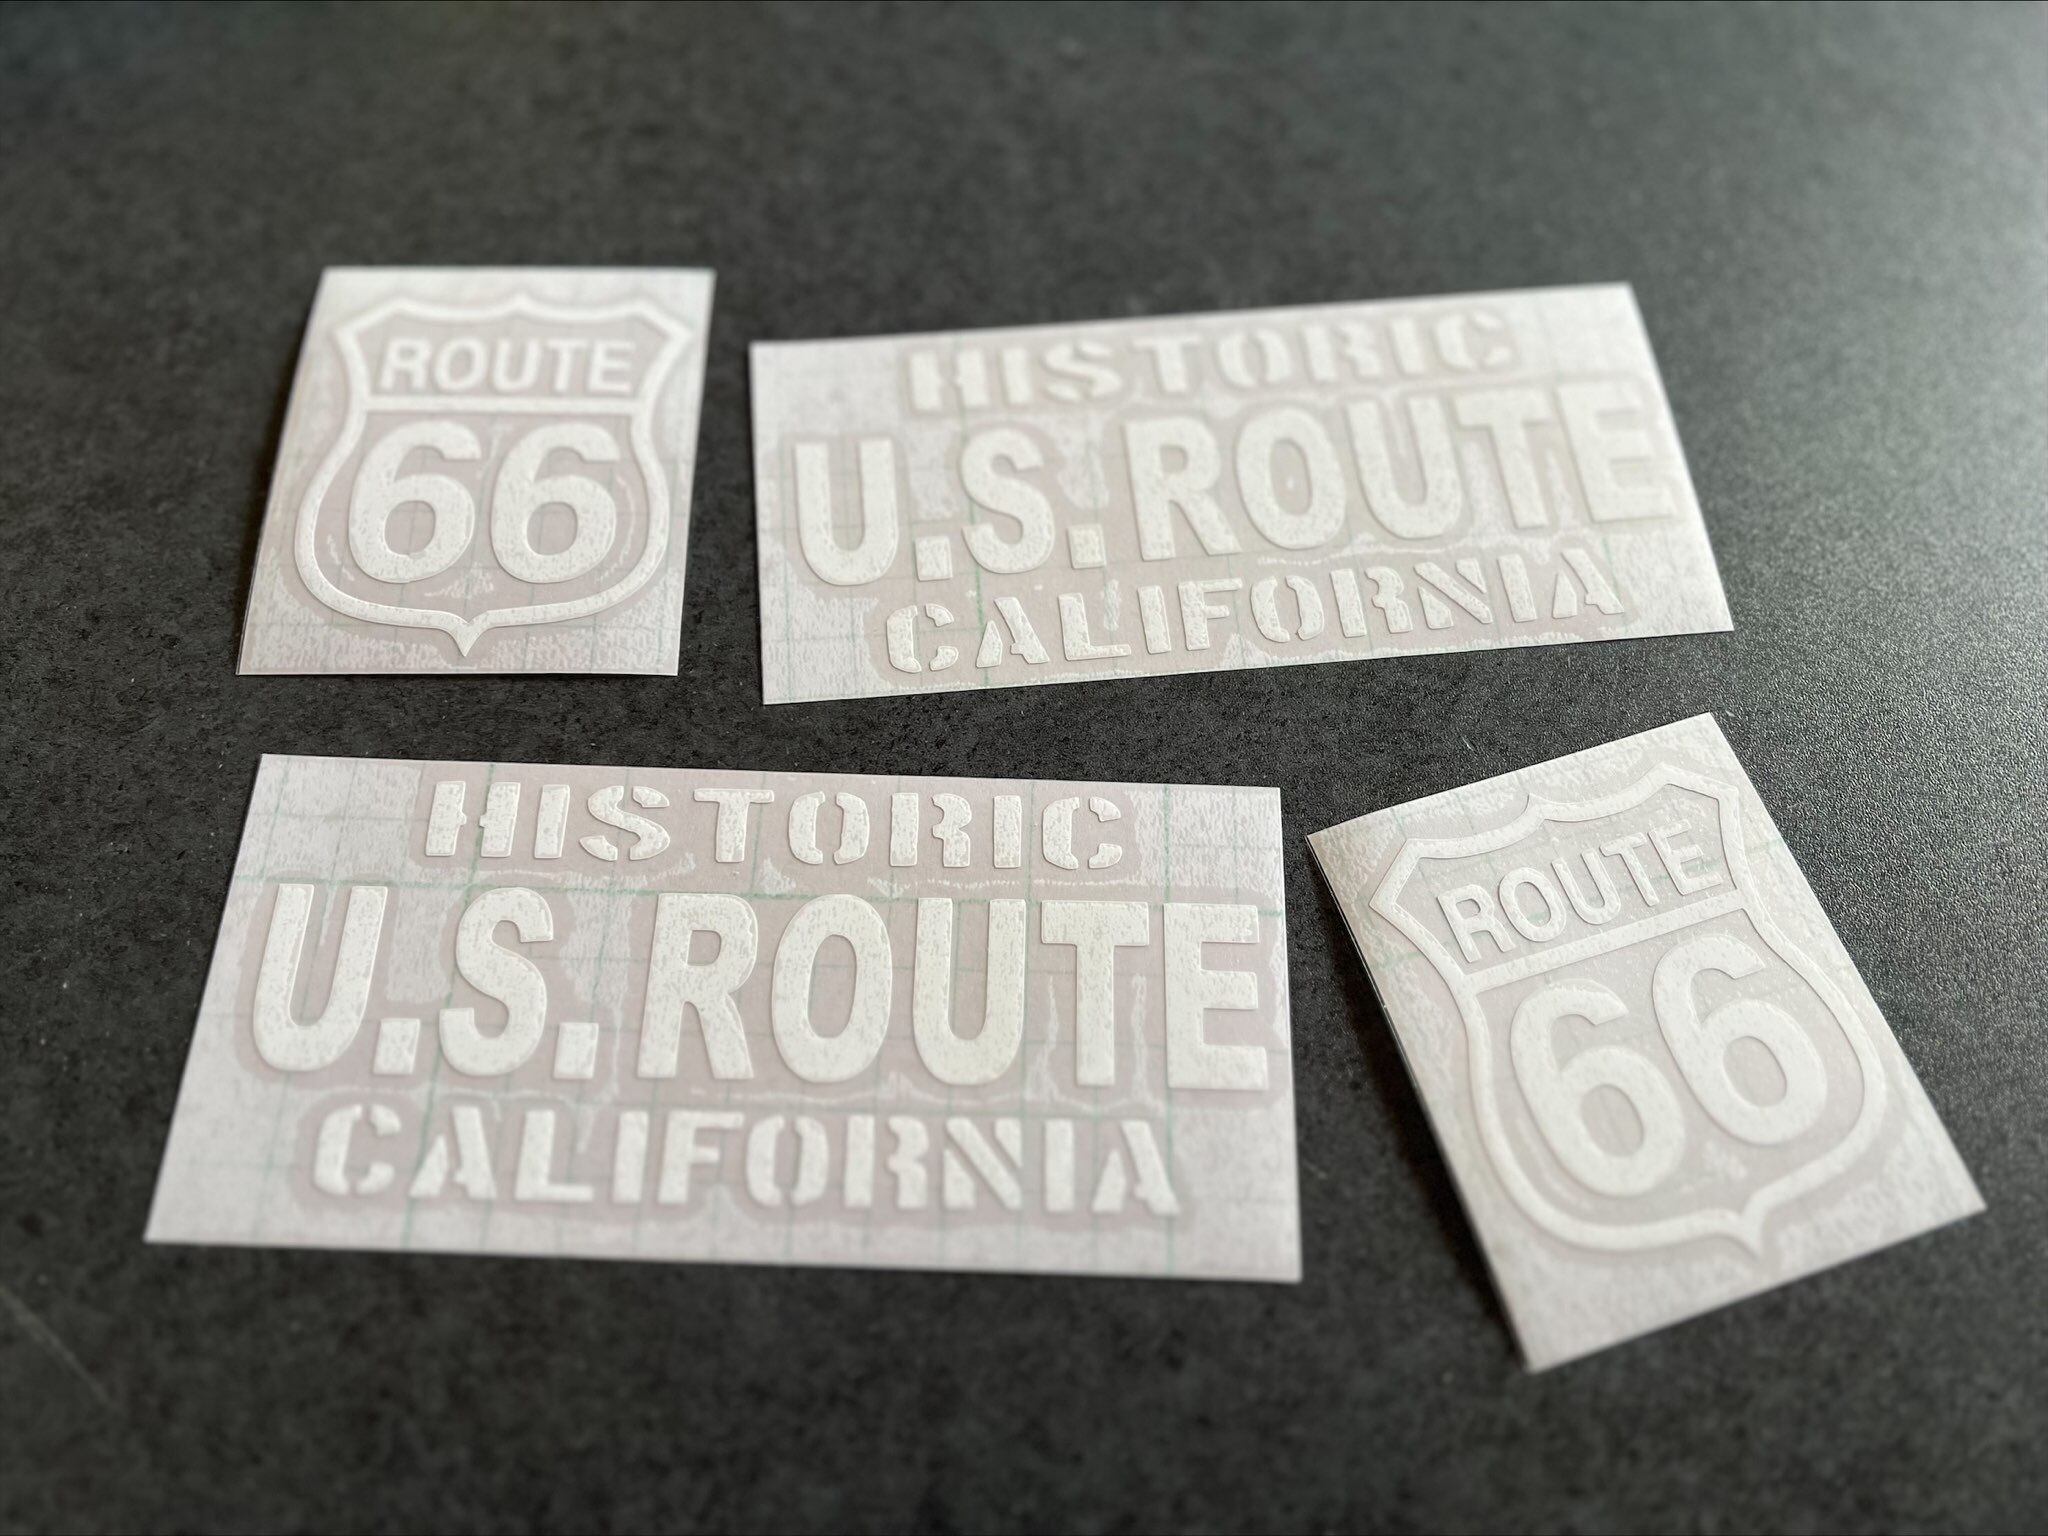 ROUTE
66
HISTORIC
U.S. ROUTE
CALIFORNIA
HISTORIC
U.S. ROUTE
CALIFORNIA
ROUTE
66